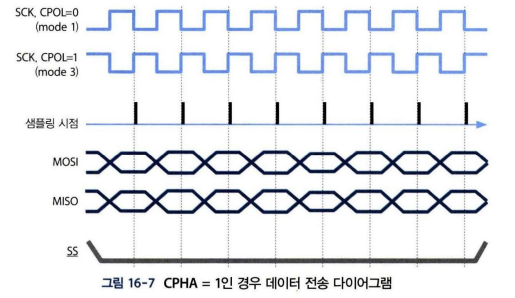 SCK, CPOL=0
(mode 1)
SCK, CPOL=1
(mode 3)
샘플링 시점
MOSI
MISO
SS
그림 16-7 CPHA = 1인 경우 데이터 전송 다이어그램